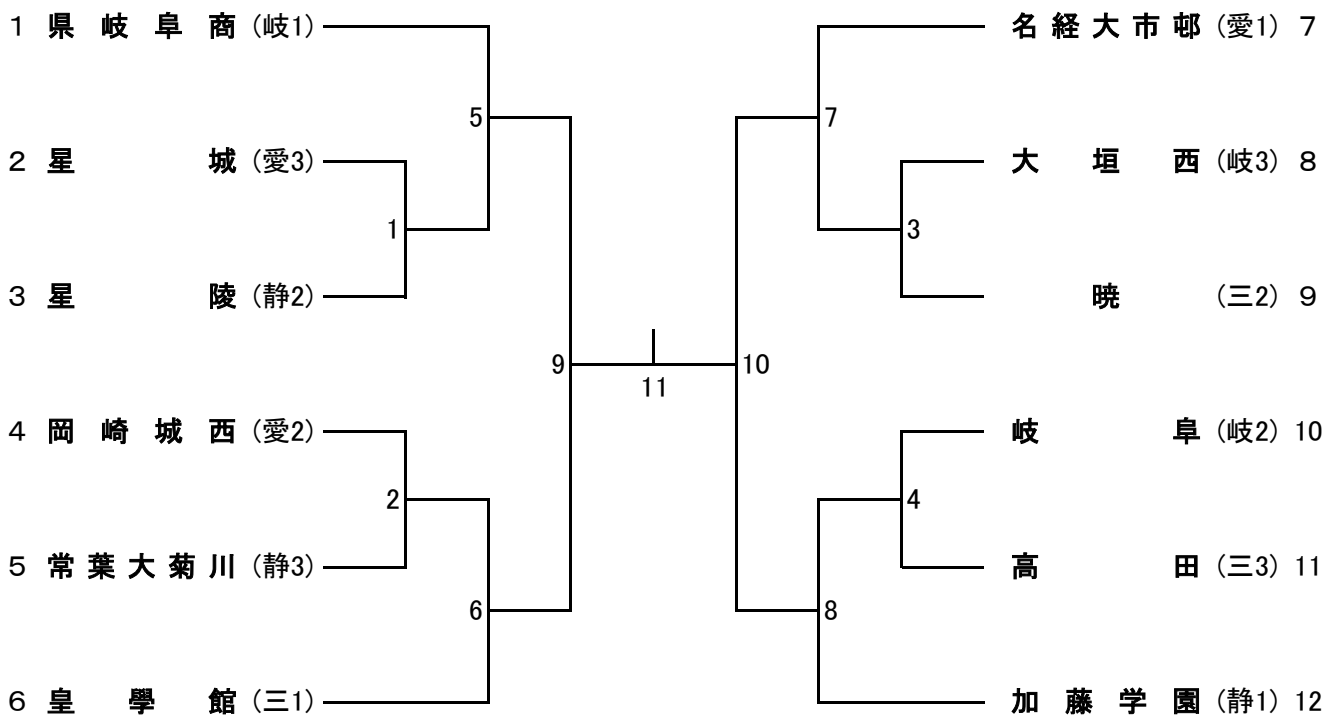 1 県岐阜商 (岐1)
5
2 星城 (愛3)
1
3 星陵 (静2)
9
4 岡崎城西 (愛2)
2
5 常葉大菊川 (静3)
6
6 皇學館 (三1)
11
名経大市邨 (愛1) 7
7
大垣西 (岐3) 8
3
暁 (三2) 9
10
岐阜 (岐2) 10
4
高田 (三3) 11
8
加藤学園 (静1) 12